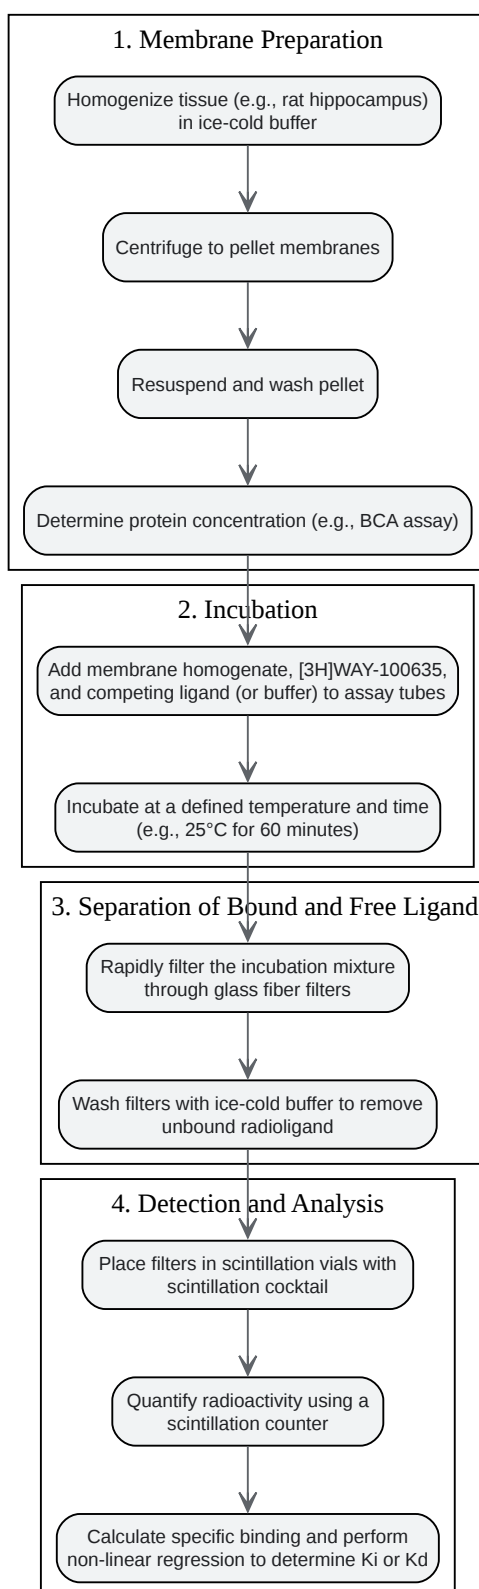 1. Membrane Preparation
Homogenize tissue (e.g., rat hippocampus)
in ice-cold buffer
Centrifuge to pellet membranes
Resuspend and wash pellet
Determine protein concentration (e.g., BCA assay)
2. Incubation
Add membrane homogenate, [3H]WAY-100635,
and competing ligand (or buffer) to assay tubes
Incubate at a defined temperature and time
(e.g., 25°C for 60 minutes)
3. Separation of Bound and Free Ligand
Rapidly filter the incubation mixture
through glass fiber filters
Wash filters with ice-cold buffer to remove
unbound radioligand
4. Detection and Analysis
Place filters in scintillation vials with
scintillation cocktail
Quantify radioactivity using a
scintillation counter
Calculate specific binding and perform
non-linear regression to determine Ki or Kd